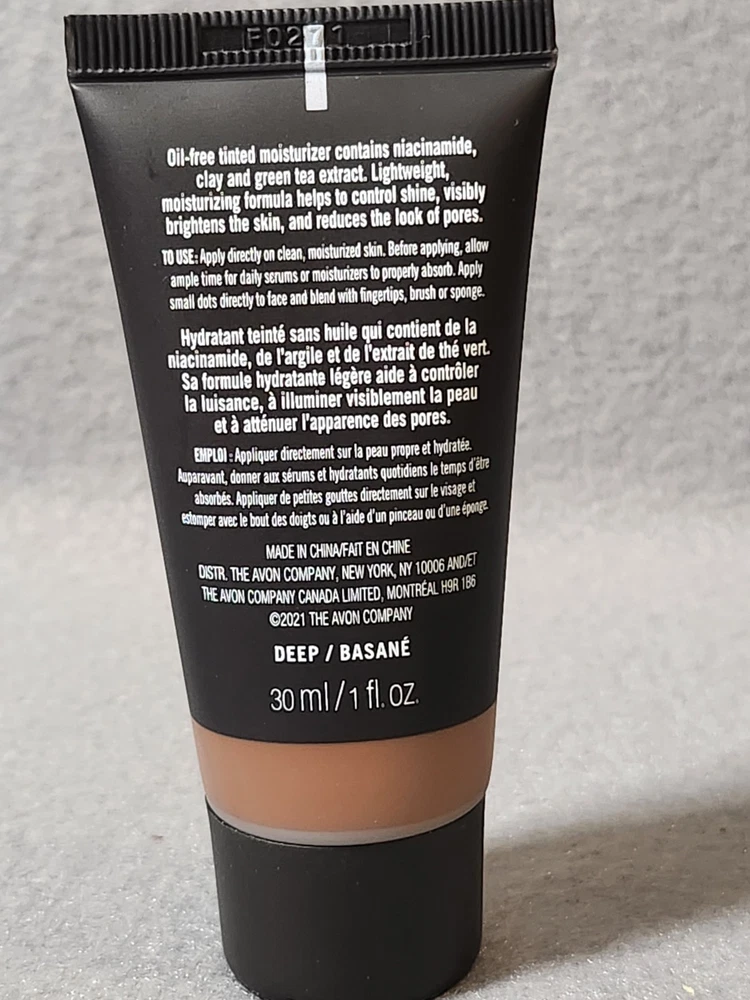 Oil-free tinted moisturizer contains niacinamide,
clay and green tea extract. Lightweight,
moisturizing formula helps to control shine, visibly
brightens the skin, and reduces the look of pores.
TO USE: Apply directly on clean, moisturized skin. Before applying, allow
ample time for daily serums or moisturizers to properly absorb. Apply
small dots directly to face and blend with fingertips, brush or sponge.
Hydratant teinté sans huile qui contient de la
niacinamide, de l'argile et de l'extrait de thé vert.
Sa formule hydratante légère aide à contrôler
la luisance, à illuminer visiblement la peau
et à atténuer l'apparence des pores.
EMPLOI : Appliquer directement sur la peau propre et hydratée.
Auparavant, donner aux sérums et hydratants quotidiens le temps d'être
absorbés. Appliquer de petites gouttes directement sur le visage et
estomper avec le bout des doigts ou à l'aide d'un pinceau ou d'une éponge.
MADE IN CHINA/FAIT EN CHINE
DISTR. THE AVON COMPANY, NEW YORK, NY 10006 AND/ET
THE AVON COMPANY CANADA LIMITED, MONTRÉAL H9R 1B6
©2021 THE AVON COMPANY
DEEP / BASANÉ
30 ml / 1 fl. oz.